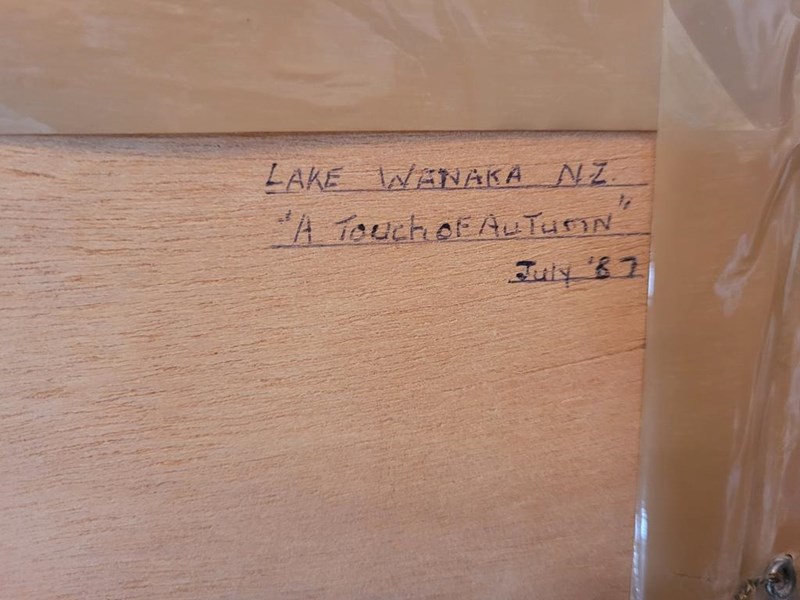 LAKE WANAKA N.Z.
"A Touch OF AuTumN"
July '87